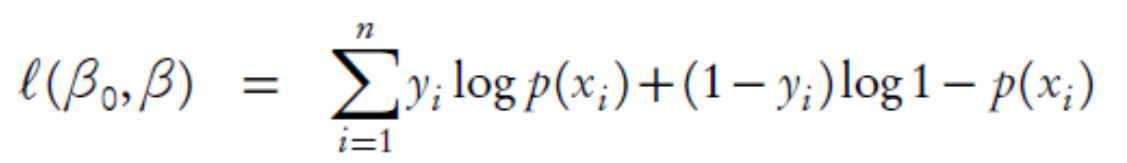 ℓ(β₀, β) = ∑ᵢ₌₁ⁿ yᵢ log p(xᵢ) + (1 − yᵢ) log 1 − p(xᵢ)